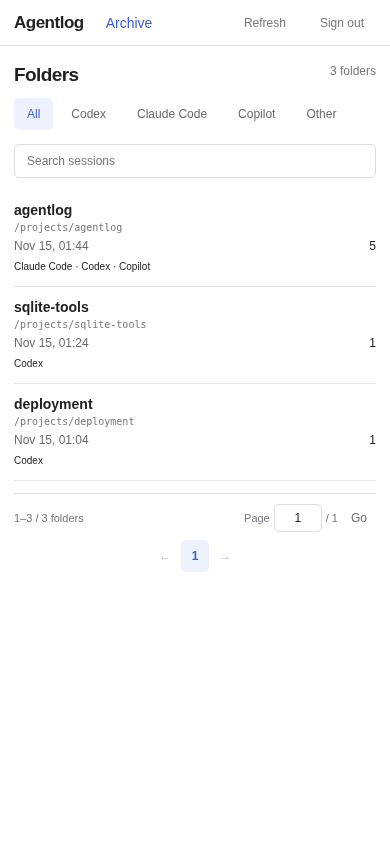 Agentlog Archive Refresh Sign out
Folders 3 folders
All Codex Claude Code Copilot Other
Search sessions
agentlog
/projects/agentlog
Nov 15, 01:44 5
Claude Code · Codex · Copilot
sqlite-tools
/projects/sqlite-tools
Nov 15, 01:24 1
Codex
deployment
/projects/deployment
Nov 15, 01:04 1
Codex
1–3 / 3 folders Page 1 / 1 Go
← 1 →